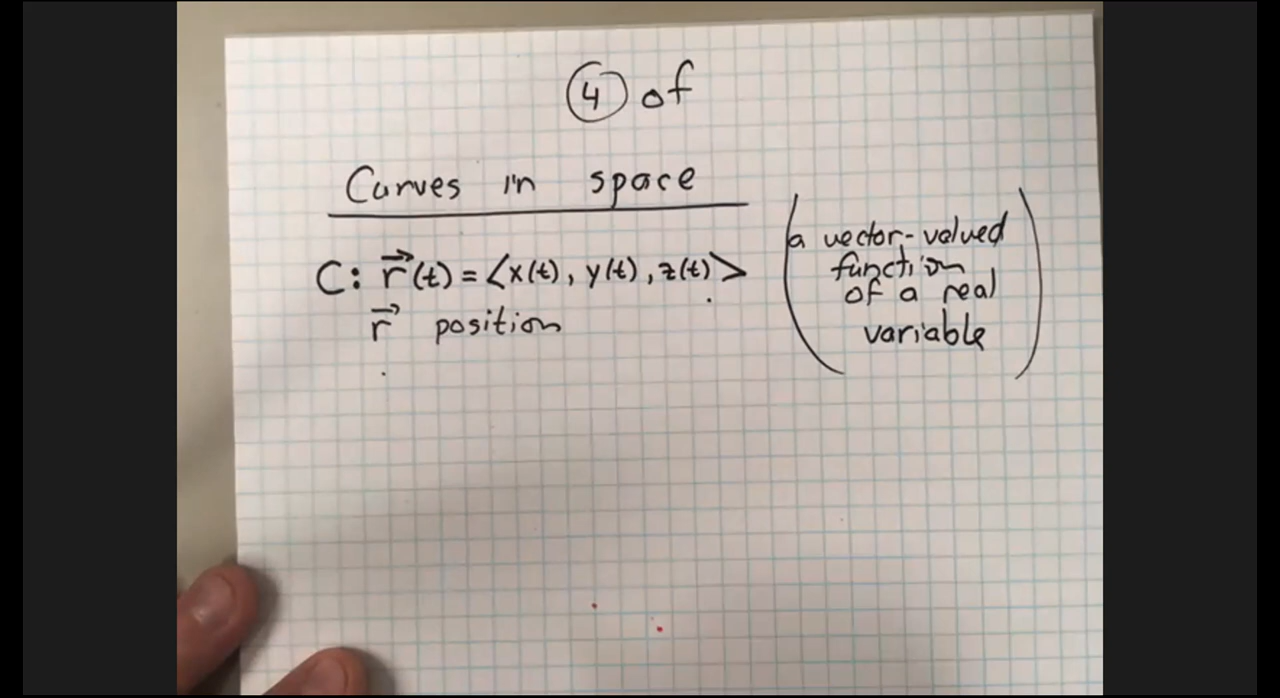 ④ of
Curves in space
C: r⃗(t) = <x(t), y(t), z(t)>
r⃗ position
(a vector-valued
function
of a real
variable)